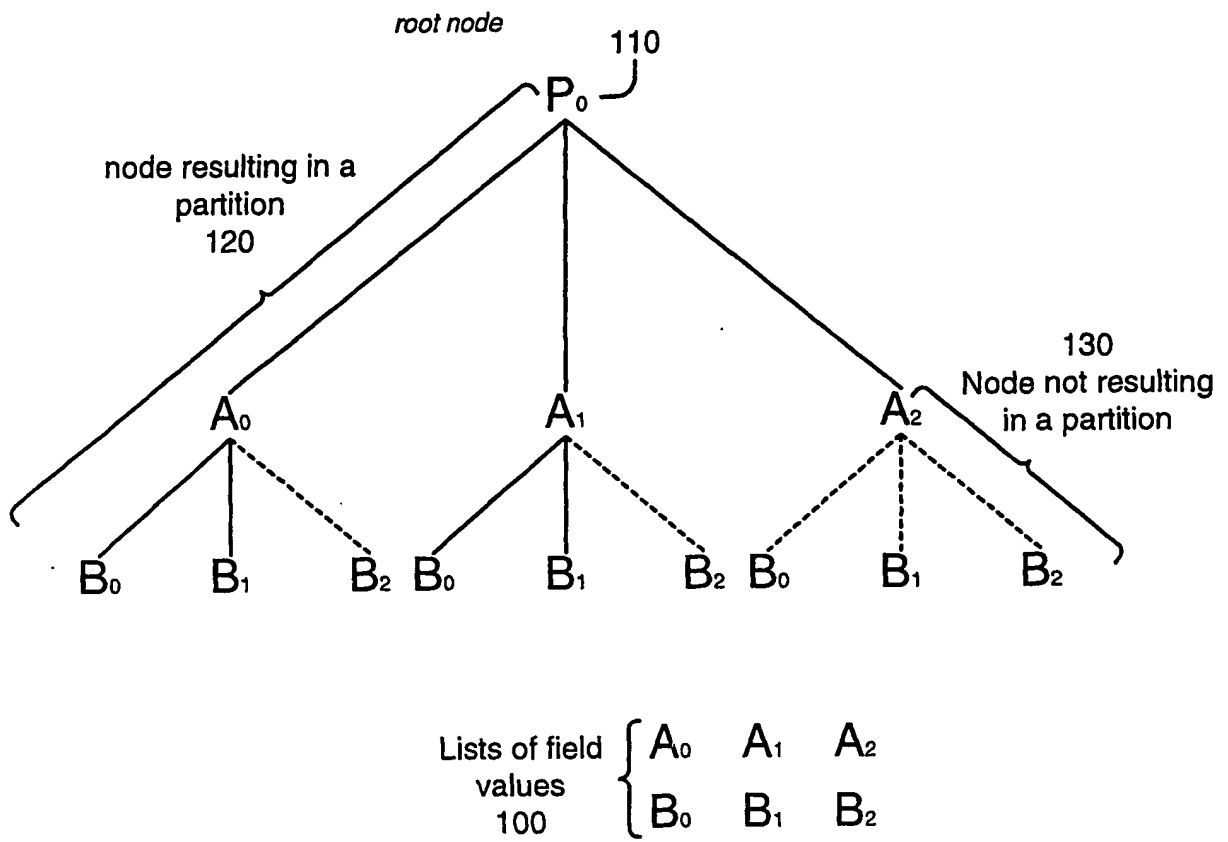 root node
110
P₀
node resulting in a
partition
120
130
Node not resulting
in a partition
A₀ A₁ A₂
B₀ B₁ B₂ B₀ B₁ B₂ B₀ B₁ B₂
Lists of field
values
100
A₀ A₁ A₂
B₀ B₁ B₂